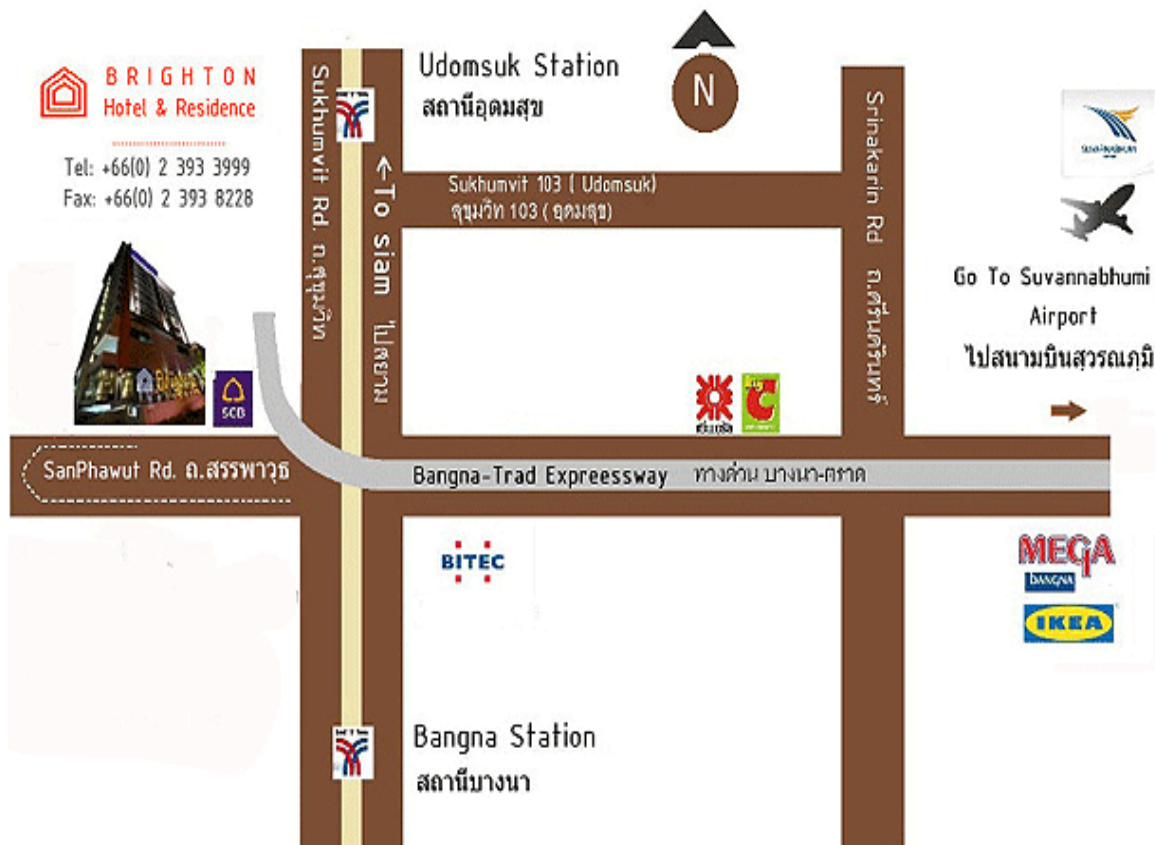 BRIGHTON
Hotel & Residence
Tel: +66(0) 2 393 3999
Fax: +66(0) 2 393 8228
SCB
Sukhumvit Rd. ถ.สุขุมวิท
Udomsuk Station
สถานีอุดมสุข
N
←To siam ไปสยาม
Sukhumvit 103 ( Udomsuk)
สุขุมวิท 103 ( อุดมสุข)
Srinakarin Rd ถ.ศรีนครินทร์
Go To Suvannabhumi
Airport
ไปสนามบินสุวรรณภูมิ
SanPhawut Rd. ถ.สรรพาวุธ
Bangna-Trad Expreessway ทางด่วน บางนา-ตราด
BITEC
MEGA
BANGNA
IKEA
Bangna Station
สถานีบางนา